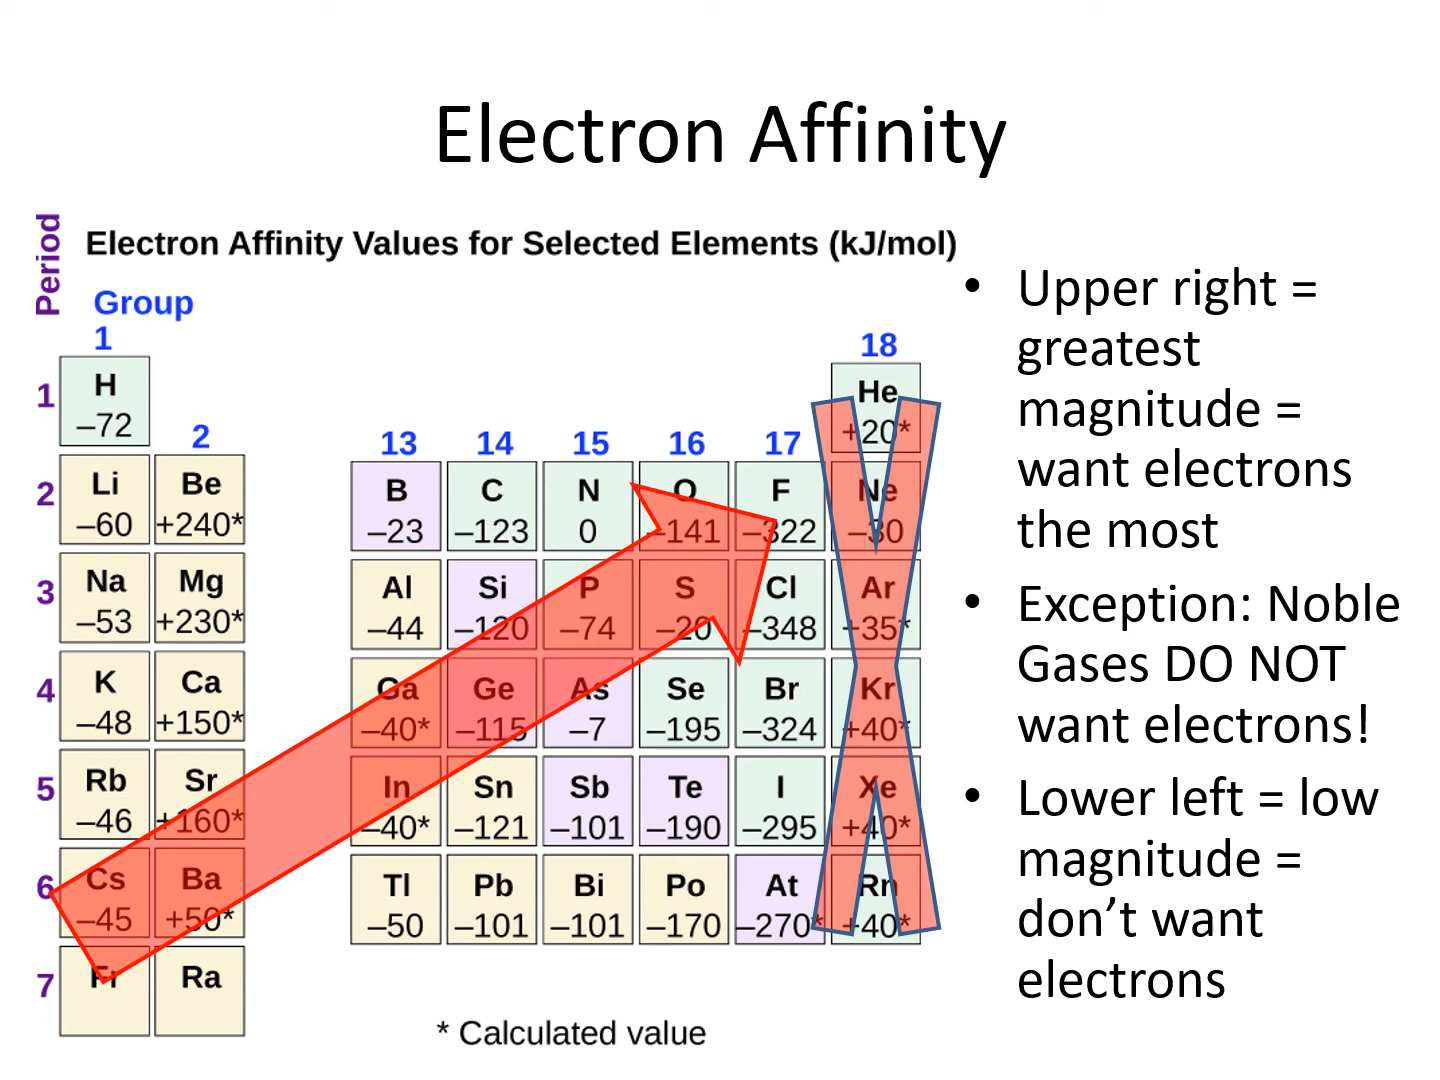 Electron Affinity
Period
Electron Affinity Values for Selected Elements (kJ/mol)
Group
1 18
1 H He
–72 +20*
2 13 14 15 16 17
2 Li Be B C N O F Ne
–60 +240* –23 –123 0 –141 –322 –30
3 Na Mg Al Si P S Cl Ar
–53 +230* –44 –120 –74 –20 –348 +35*
4 K Ca Ga Ge As Se Br Kr
–48 +150* –40* –115 –7 –195 –324 +40*
5 Rb Sr In Sn Sb Te I Xe
–46 +160* –40* –121 –101 –190 –295 +40*
6 Cs Ba Tl Pb Bi Po At Rn
–45 +50* –50 –101 –101 –170 –270* +40*
7 Fr Ra
* Calculated value
• Upper right =
greatest
magnitude =
want electrons
the most
• Exception: Noble
Gases DO NOT
want electrons!
• Lower left = low
magnitude =
don’t want
electrons